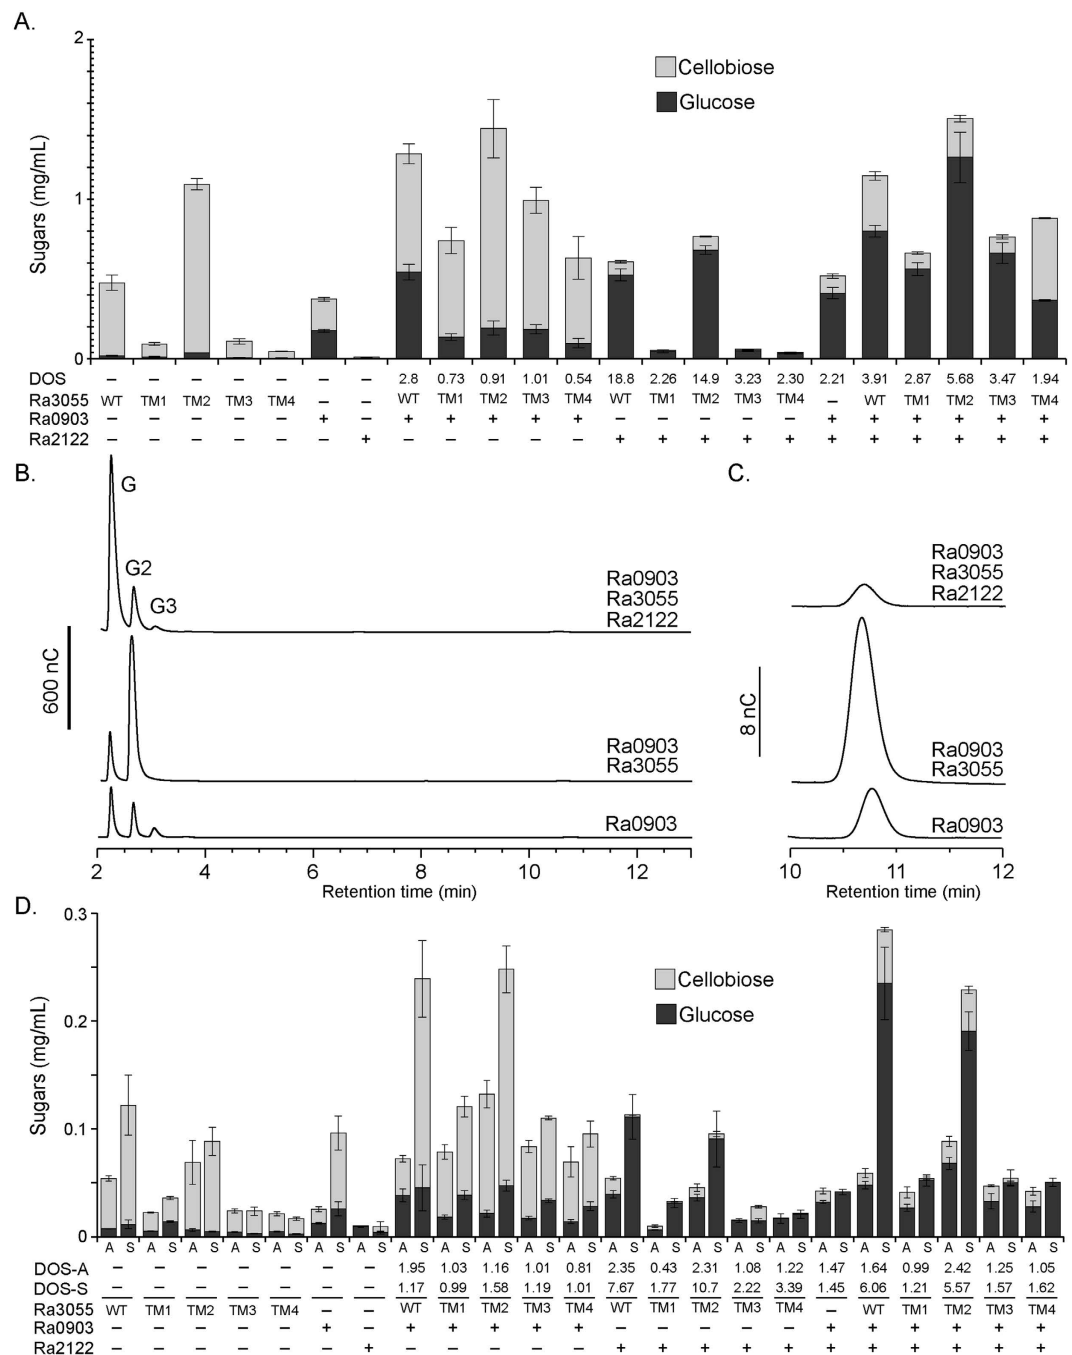 A.
2
1
0
Sugars (mg/mL)
Cellobiose
Glucose
DOS – – – – – – – 2.8 0.73 0.91 1.01 0.54 18.8 2.26 14.9 3.23 2.30 2.21 3.91 2.87 5.68 3.47 1.94
Ra3055 WT TM1 TM2 TM3 TM4 – – WT TM1 TM2 TM3 TM4 WT TM1 TM2 TM3 TM4 – WT TM1 TM2 TM3 TM4
Ra0903 – – – – – + – + + + + + – – – – – + + + + + +
Ra2122 – – – – – – + – – – – – + + + + + + + + + + +
B.
G
G2
G3
600 nC
Ra0903
Ra3055
Ra2122
Ra0903
Ra3055
Ra0903
2 4 6 8 10 12
Retention time (min)
C.
8 nC
Ra0903
Ra3055
Ra2122
Ra0903
Ra3055
Ra0903
10 11 12
Retention time (min)
D.
0.3
0.2
0.1
0
Sugars (mg/mL)
Cellobiose
Glucose
A S A S A S A S A S A S A S A S A S A S A S A S A S A S A S A S A S A S A S A S A S A S A S
DOS-A – – – – – – – 1.95 1.03 1.16 1.01 0.81 2.35 0.43 2.31 1.08 1.22 1.47 1.64 0.99 2.42 1.25 1.05
DOS-S – – – – – – – 1.17 0.99 1.58 1.19 1.01 7.67 1.77 10.7 2.22 3.39 1.45 6.06 1.21 5.57 1.57 1.62
Ra3055 WT TM1 TM2 TM3 TM4 – – WT TM1 TM2 TM3 TM4 WT TM1 TM2 TM3 TM4 – WT TM1 TM2 TM3 TM4
Ra0903 – – – – – + – + + + + + – – – – – + + + + + +
Ra2122 – – – – – – + – – – – – + + + + + + + + + + +